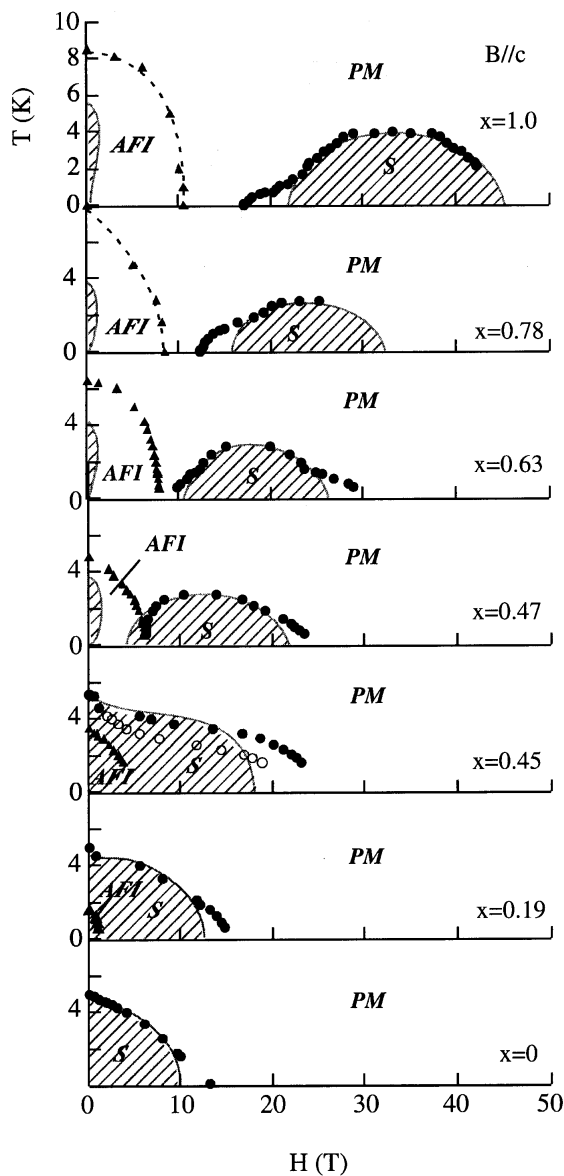 10
8
6
4
2
0
T (K)
AFI
PM
B//c
x=1.0
S
4
0
AFI
PM
S
x=0.78
4
0
AFI
PM
S
x=0.63
4
0
AFI
PM
S
x=0.47
4
0
AFI
PM
S
x=0.45
4
0
AFI
PM
S
x=0.19
4
PM
S
x=0
0 10 20 30 40 50
H (T)